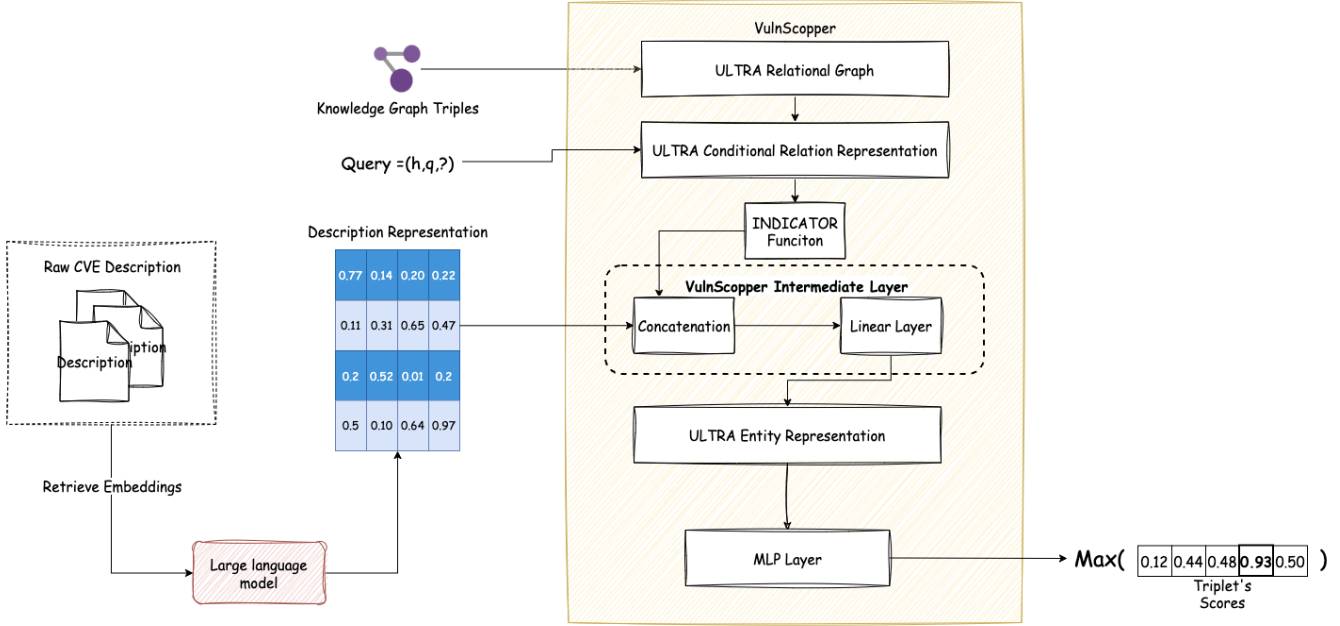 VulnScopper
ULTRA Relational Graph
Knowledge Graph Triples
ULTRA Conditional Relation Representation
Query =(h,q,?)
INDICATOR
Funciton
Description Representation
0.77 0.14 0.20 0.22
0.11 0.31 0.65 0.47
0.2 0.52 0.01 0.2
0.5 0.10 0.64 0.97
Raw CVE Description
Description
iption
VulnScopper Intermediate Layer
Concatenation
Linear Layer
ULTRA Entity Representation
Retrieve Embeddings
Large language
model
MLP Layer
Max( 0.12 0.44 0.48 0.93 0.50 )
Triplet's
Scores